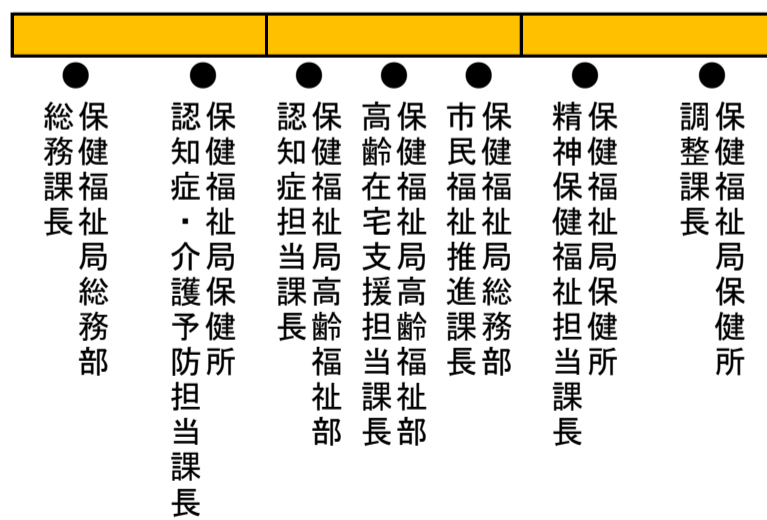 保健福祉局保健所
調整課長
保健福祉局保健所
精神保健福祉担当課長
保健福祉局総務部
市民福祉推進課長
保健福祉局高齢福祉部
高齢在宅支援担当課長
保健福祉局高齢福祉部
認知症担当課長
保健福祉局保健所
認知症・介護予防担当課長
保健福祉局総務部
総務課長